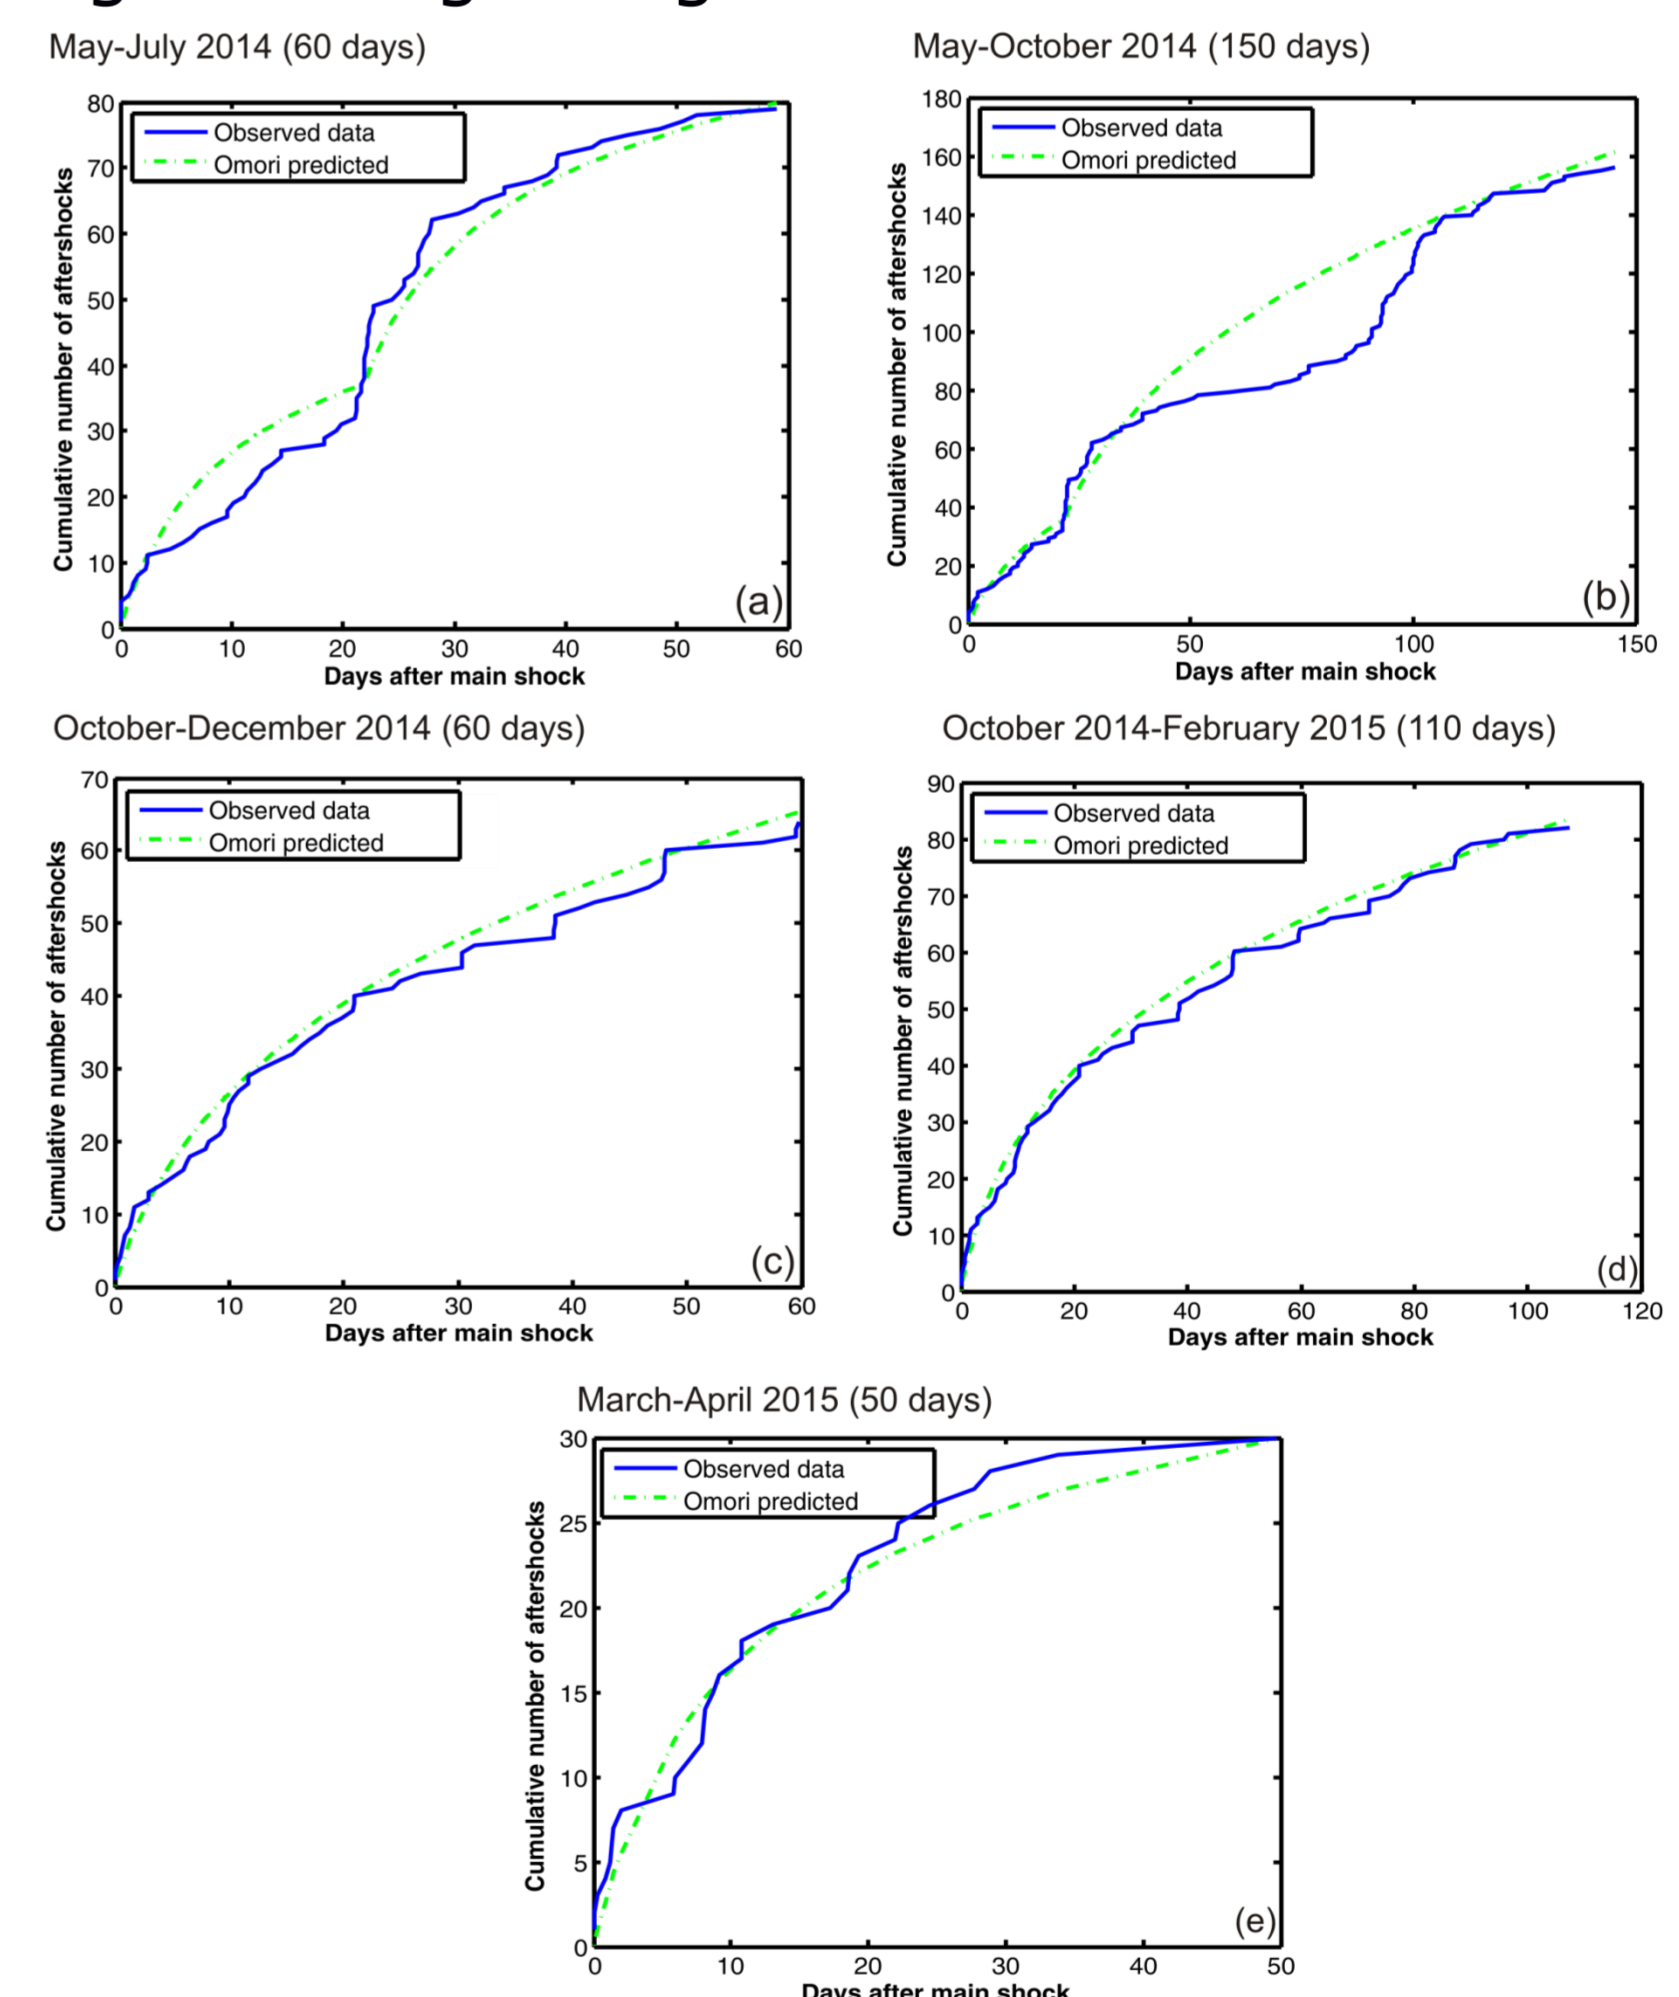 May-July 2014 (60 days)
May-October 2014 (150 days)
Observed data
Omori predicted
Cumulative number of aftershocks
80
70
60
50
40
30
20
10
0
0 10 20 30 40 50 60
Days after main shock
(a)
Observed data
Omori predicted
Cumulative number of aftershocks
180
160
140
120
100
80
60
40
20
0
0 50 100 150
Days after main shock
(b)
October-December 2014 (60 days)
October 2014-February 2015 (110 days)
Observed data
Omori predicted
Cumulative number of aftershocks
70
60
50
40
30
20
10
0
0 10 20 30 40 50 60
Days after main shock
(c)
Observed data
Omori predicted
Cumulative number of aftershocks
90
80
70
60
50
40
30
20
10
0
0 20 40 60 80 100 120
Days after main shock
(d)
March-April 2015 (50 days)
Observed data
Omori predicted
Cumulative number of aftershocks
30
25
20
15
10
5
0
0 10 20 30 40 50
Days after main shock
(e)